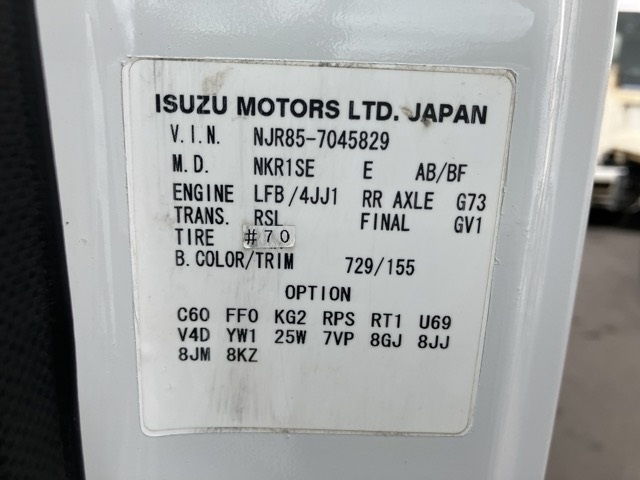 ISUZU MOTORS LTD. JAPAN
V.I.N. NJR85-7045829
M.D. NKR1SE E AB/BF
ENGINE LFB/4JJ1 RR AXLE G73
TRANS. RSL FINAL GV1
TIRE #70
B.COLOR/TRIM 729/155
OPTION
C60 FF0 KG2 RPS RT1 U69
V4D YW1 25W 7VP 8GJ 8JJ
8JM 8KZ